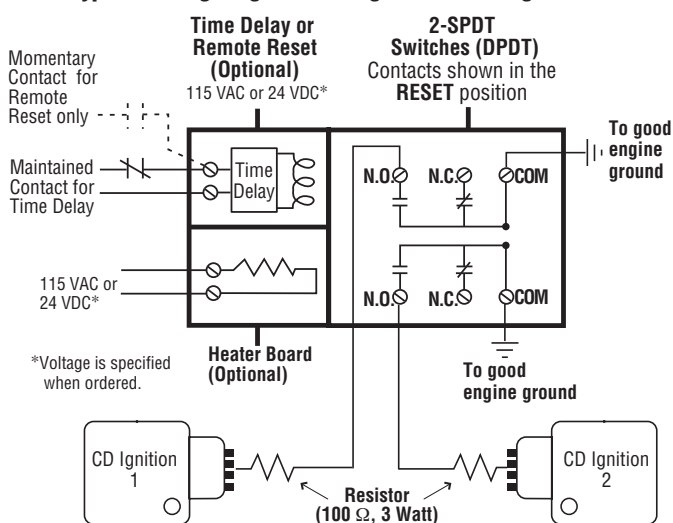 Time Delay or
Remote Reset
(Optional)
115 VAC or 24 VDC*
2-SPDT
Switches (DPDT)
Contacts shown in the
RESET position
Momentary
Contact for
Remote
Reset only
Maintained
Contact for
Time Delay
Time
Delay
N.O.
N.C.
COM
To good
engine
ground
115 VAC or
24 VDC*
N.O.
N.C.
COM
*Voltage is specified
when ordered.
Heater Board
(Optional)
To good
engine ground
CD Ignition
1
Resistor
(100 Ω, 3 Watt)
CD Ignition
2